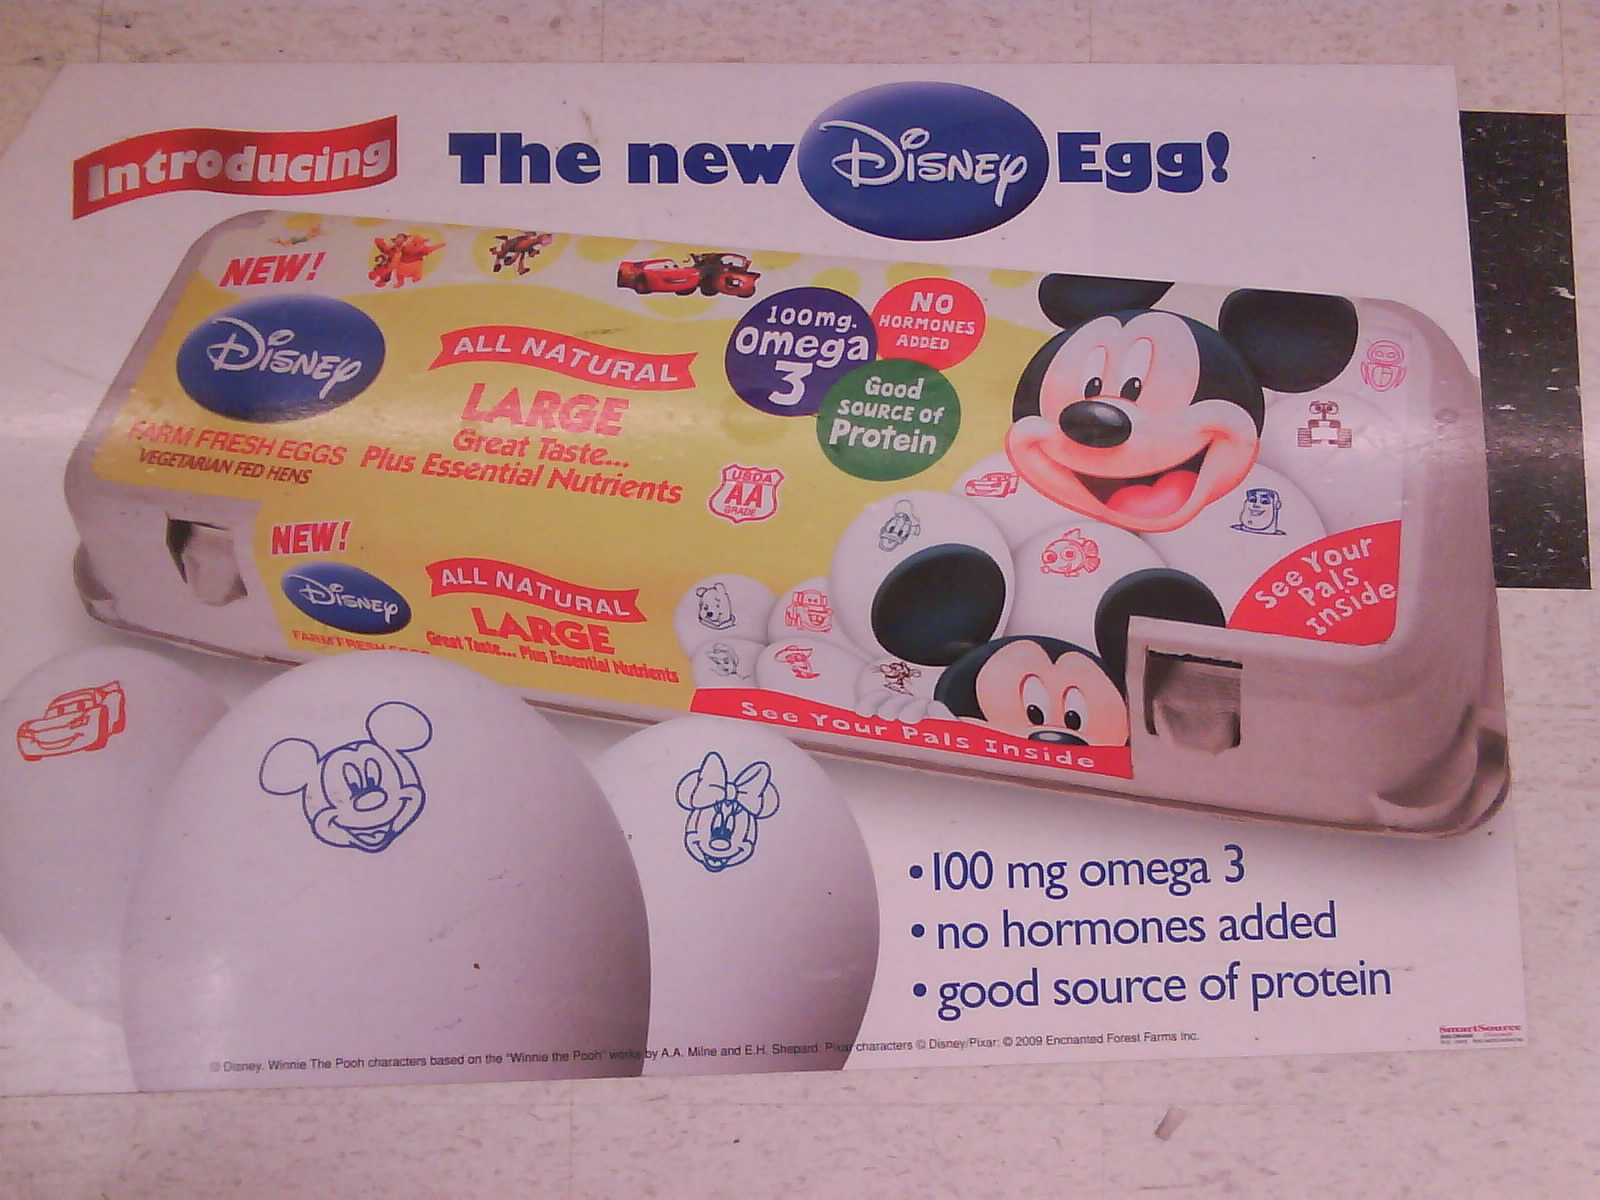 Introducing
The new Disney Egg!
NEW!
Disney
FARM FRESH EGGS
VEGETARIAN FED HENS
ALL NATURAL
LARGE
Great Taste...
Plus Essential Nutrients
100mg.
omega
3
NO
HORMONES
ADDED
Good
SOURCE of
Protein
USDA
AA
GRADE
See Your
Pals
Inside
NEW!
Disney
FARM FRESH
ALL NATURAL
LARGE
Great Taste... Plus Essential Nutrients
See Your Pals Inside
•100 mg omega 3
• no hormones added
• good source of protein
© Disney. Winnie The Pooh characters based on the "Winnie the Pooh" works by A.A. Milne and E.H. Shepard. Pixar characters © Disney/Pixar; © 2009 Enchanted Forest Farms Inc.
SmartSource